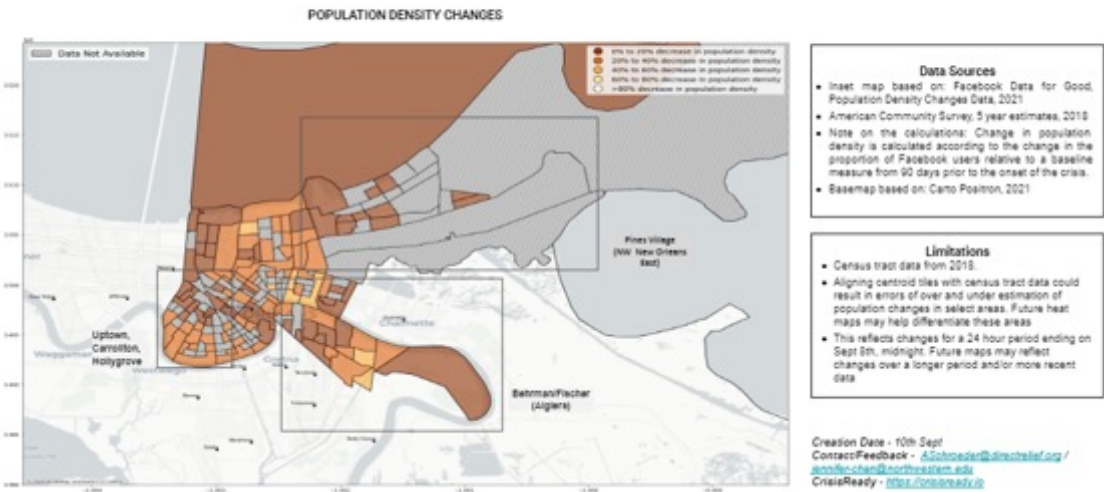 POPULATION DENSITY CHANGES
Data Not Available
0% to 20% decrease in population density
20% to 40% decrease in population density
40% to 60% decrease in population density
60% to 80% decrease in population density
>80% decrease in population density
Pines Village
(NW New Orleans
East)
Uptown,
Carrollton,
Hollygrove
Chalmette
Gretna
Waggaman
Westwego
Behrman/Fischer
(Algiers)
Data Sources
• Inset map based on: Facebook Data for Good,
Population Density Changes Data, 2021
• American Community Survey, 5 year estimates, 2018
• Note on the calculations: Change in population
density is calculated according to the change in the
proportion of Facebook users relative to a baseline
measure from 90 days prior to the onset of the crisis.
• Basemap based on: Carto Positron, 2021
Limitations
• Census tract data from 2018.
• Aligning centroid tiles with census tract data could
result in errors of over and under estimation of
population changes in select areas. Future heat
maps may help differentiate these areas
• This reflects changes for a 24 hour period ending on
Sept 8th, midnight. Future maps may reflect
changes over a longer period and/or more recent
data
Creation Date - 10th Sept
Contact/Feedback - ASchroeder@directrelief.org /
jennifer-chan@northwestern.edu
CrisisReady - https://crisisready.io